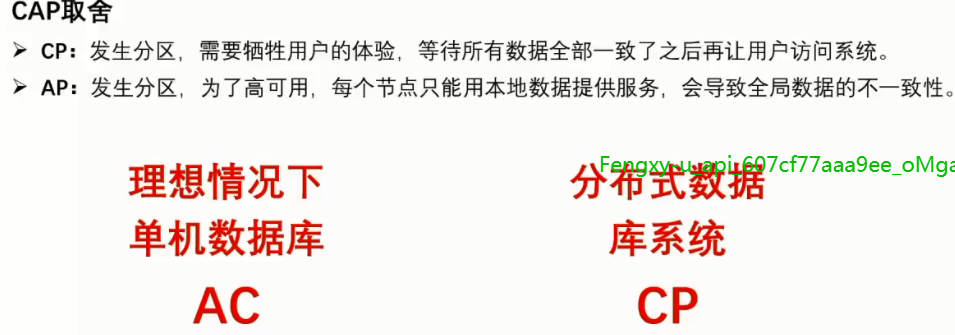 CAP取舍
➢ CP：发生分区，需要牺牲用户的体验，等待所有数据全部一致了之后再让用户访问系统。
➢ AP：发生分区，为了高可用，每个节点只能用本地数据提供服务，会导致全局数据的不一致性。
Fengxy_u_api_607cf77aaa9ee_oMga
理想情况下
单机数据库
AC
分布式数据
库系统
CP